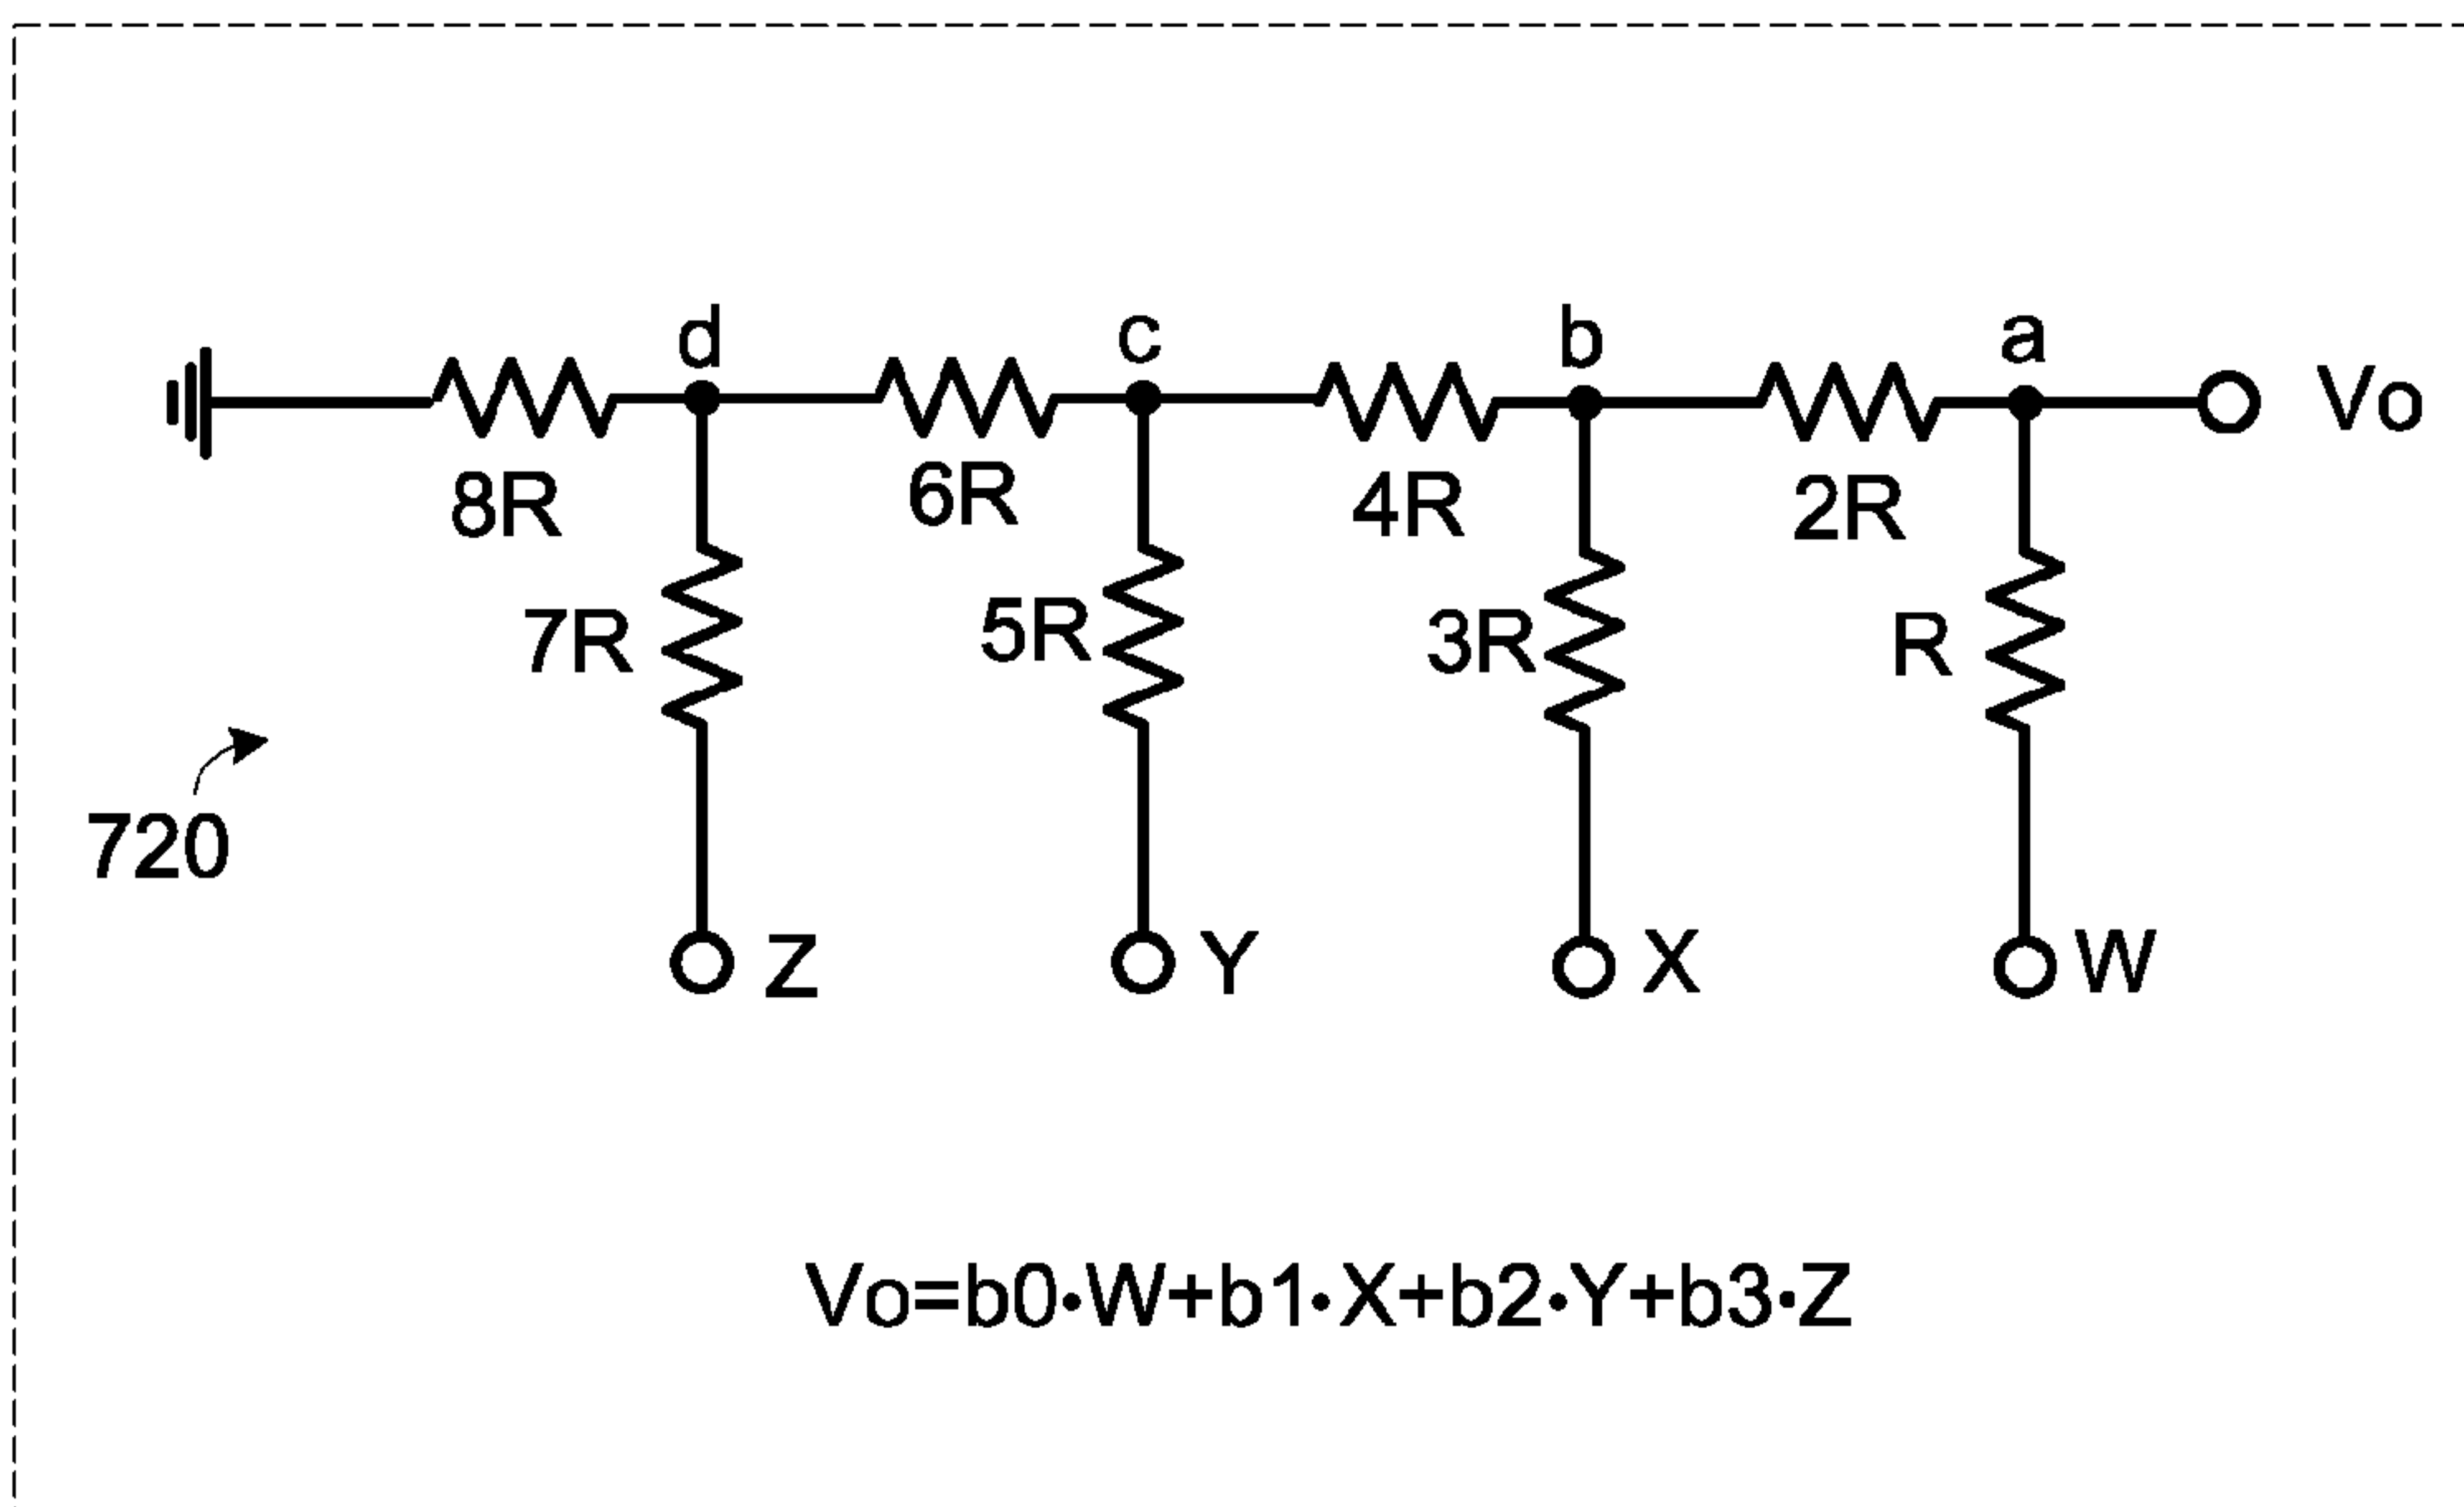 d c b a
Vo
8R 6R 4R 2R
7R 5R 3R R
720
Z Y X W
Vo=b0•W+b1•X+b2•Y+b3•Z